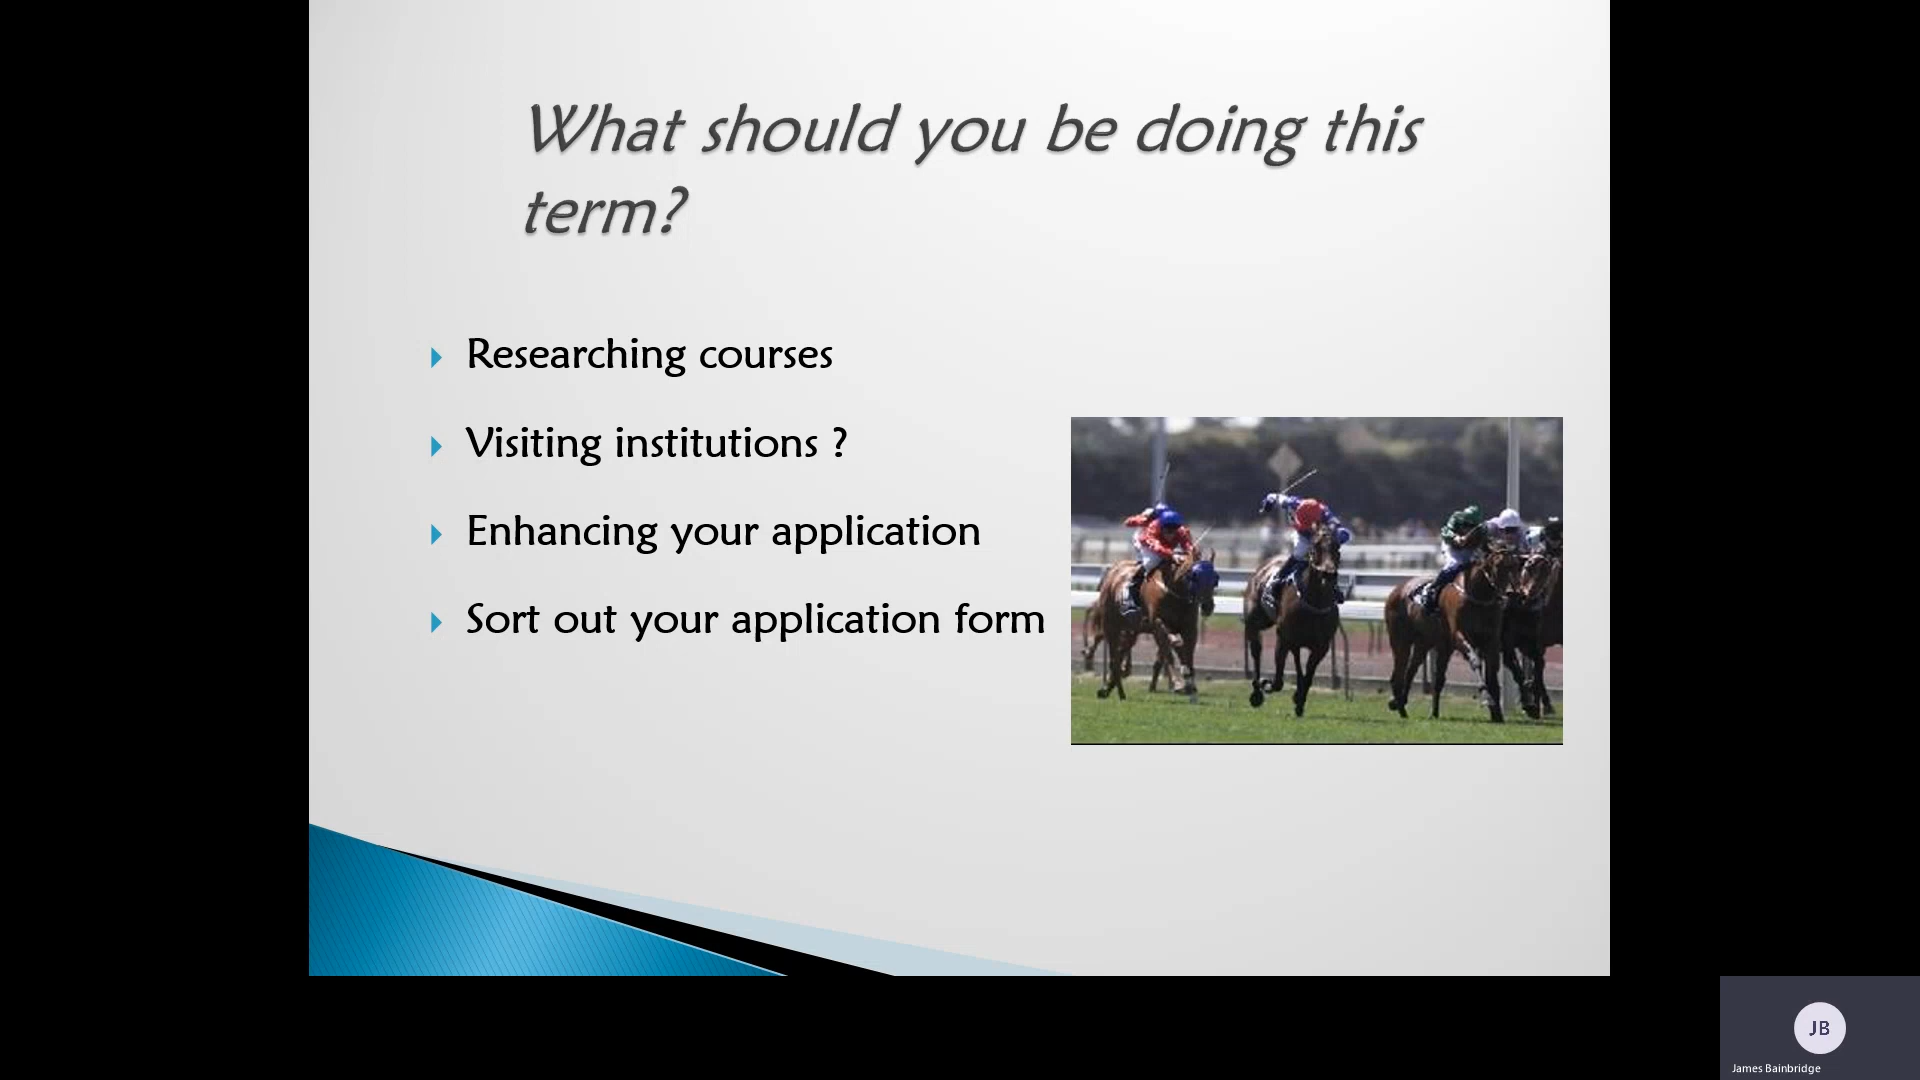 What should you be doing this
term?
Researching courses
Visiting institutions ?
Enhancing your application
Sort out your application form
JB
James Bainbridge